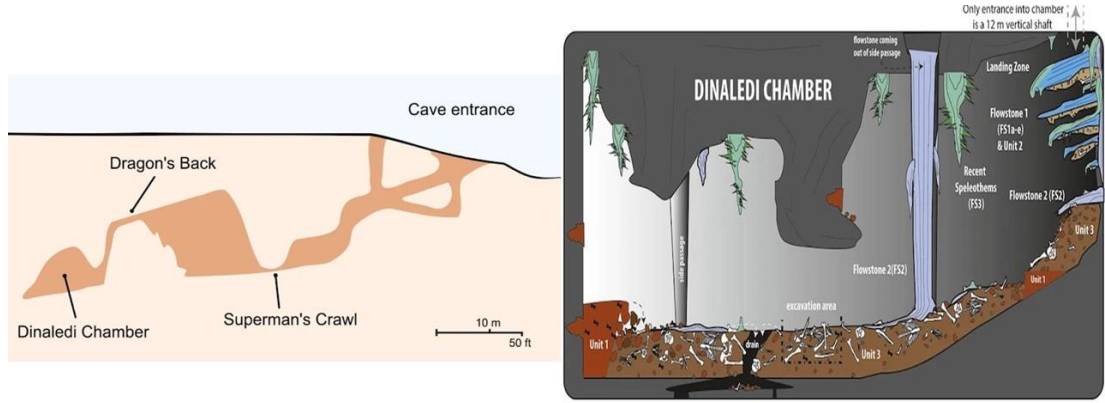 Cave entrance
Dragon's Back
Dinaledi Chamber
Superman's Crawl
10 m
50 ft
Only entrance into chamber
is a 12 m vertical shaft
flowstone coming
out of side passage
DINALEDI CHAMBER
Landing Zone
Flowstone 1
(FS1a-e)
& Unit 2
Recent
Speleothems
(FS3)
Flowstone 2 (FS2)
Unit 3
side passage
Flowstone 2(FS2)
Unit 1
excavation area
Unit 1
drain
Unit 3